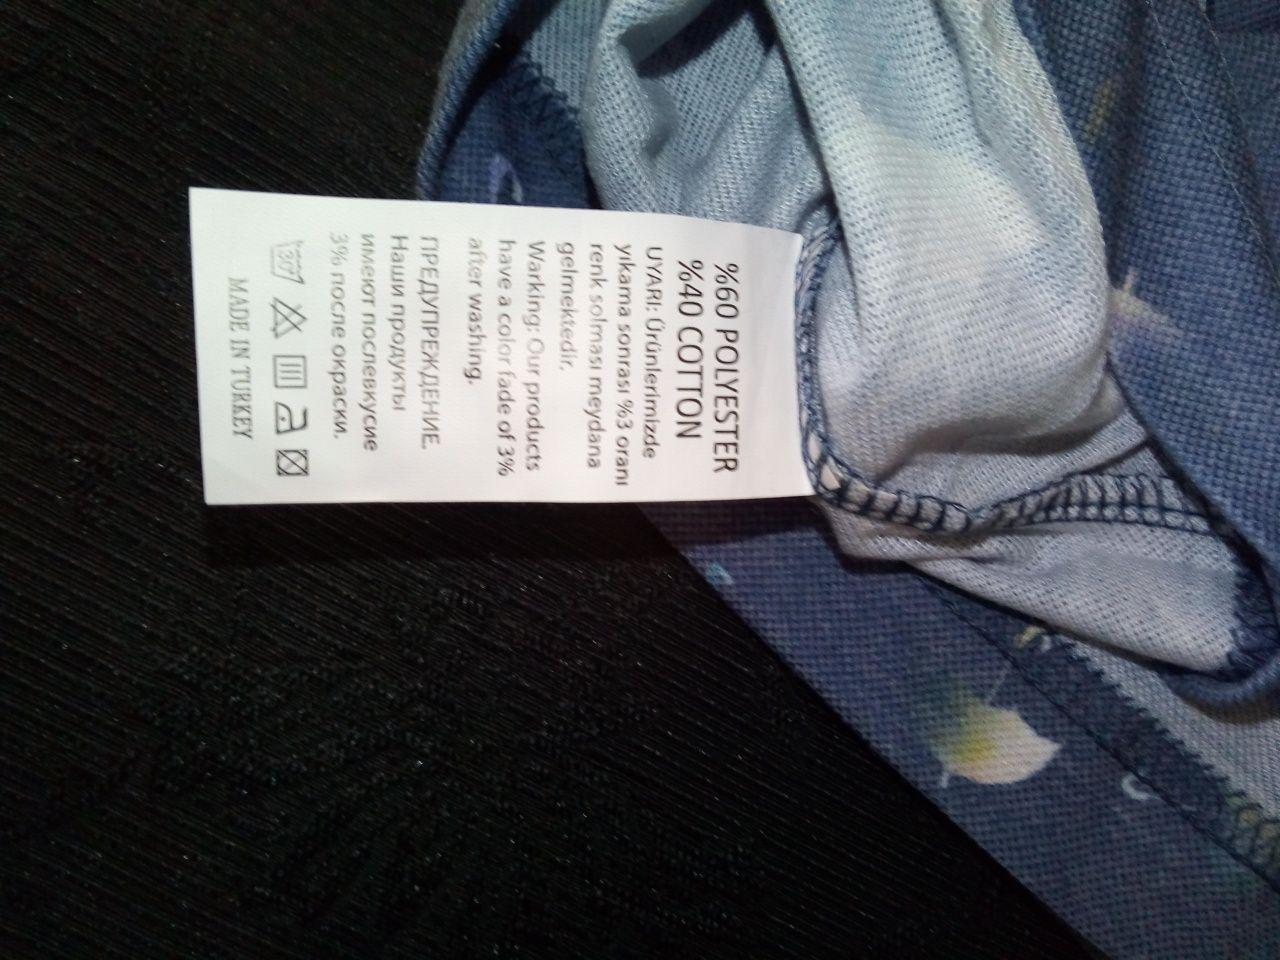 %60 POLYESTER
%40 COTTON
UYARI: Ürünlerimizde
yıkama sonrası %3 oranı
renk solması meydana
gelmektedir.
Warking: Our products
have a color fade of 3%
after washing.
ПРЕДУПРЕЖДЕНИЕ.
Наши продукты
имеют послевкусие
3% после окраски.
30°
MADE IN TURKEY